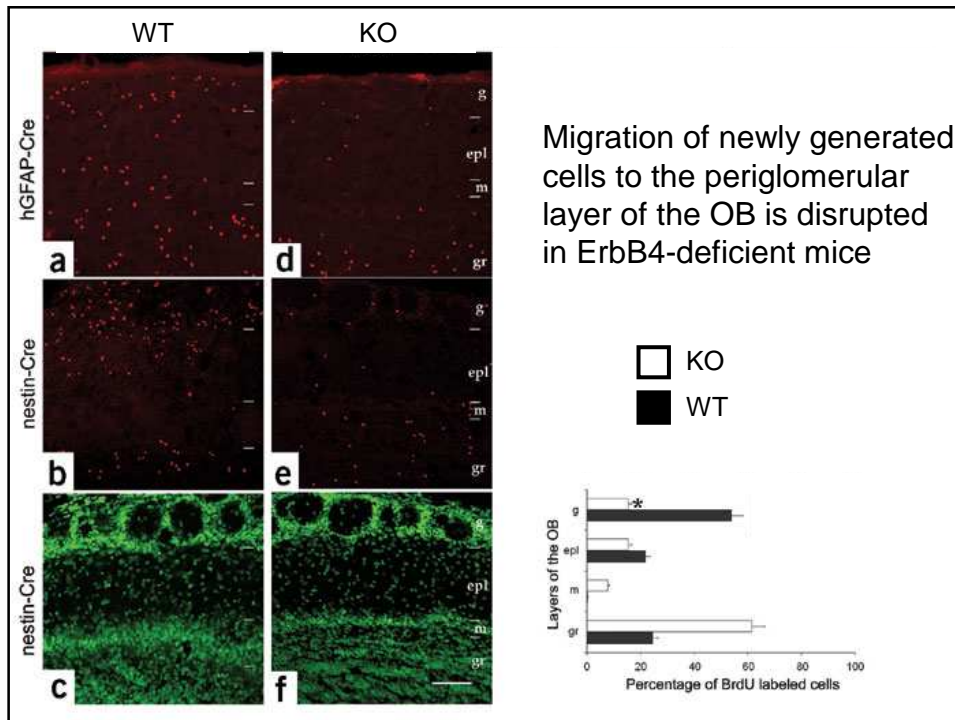 WT KO
hGFAP-Cre
a
d
g
epl
m
gr
nestin-Cre
b
e
g
epl
m
gr
nestin-Cre
c
f
g
epl
m
gr
Migration of newly generated
cells to the periglomerular
layer of the OB is disrupted
in ErbB4-deficient mice
KO
WT
Layers of the OB
g
*
epl
m
gr
0 20 40 60 80 100
Percentage of BrdU labeled cells